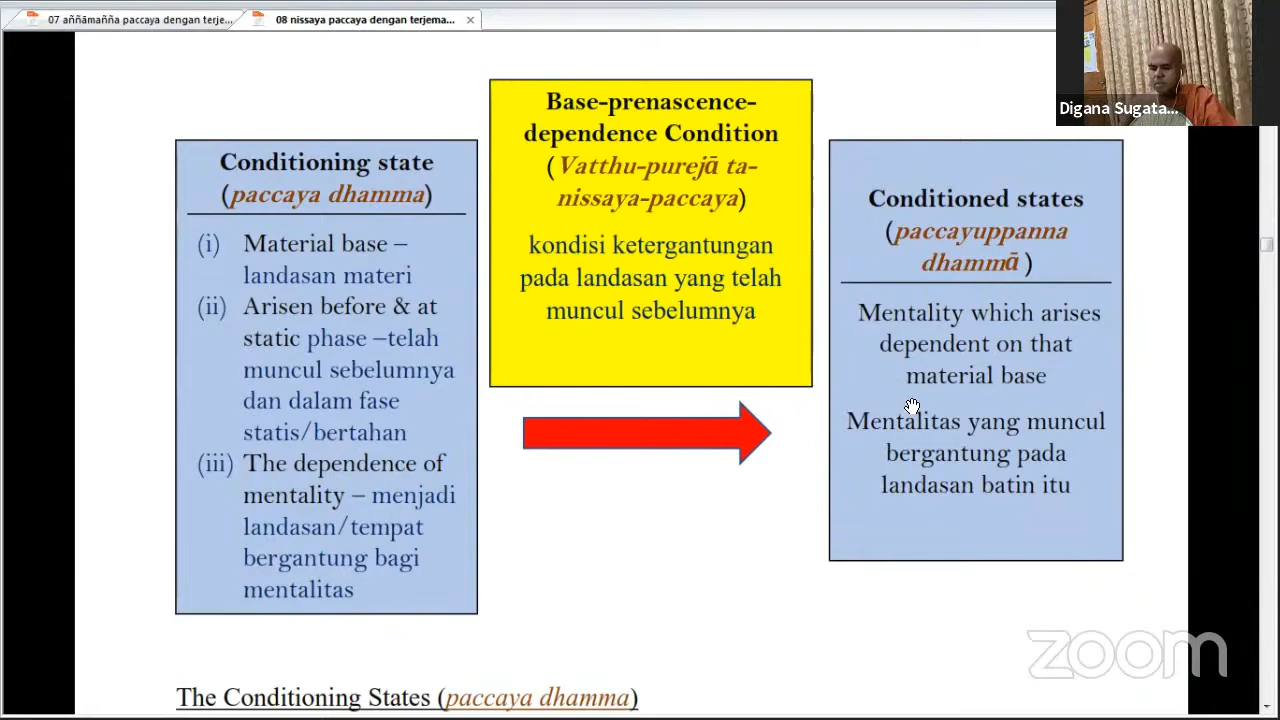 07 aññāmañña paccaya dengan terje...
08 nissaya paccaya dengan terjema...
Digana Sugata...
Conditioning state
(paccaya dhamma)
(i) Material base –
landasan materi
(ii) Arisen before & at
static phase –telah
muncul sebelumnya
dan dalam fase
statis/bertahan
(iii) The dependence of
mentality – menjadi
landasan/tempat
bergantung bagi
mentalitas
Base-prenascence-
dependence Condition
(Vatthu-purejā ta-
nissaya-paccaya)
kondisi ketergantungan
pada landasan yang telah
muncul sebelumnya
Conditioned states
(paccayuppanna
dhammā )
Mentality which arises
dependent on that
material base
Mentalitas yang muncul
bergantung pada
landasan batin itu
zoom
The Conditioning States (paccaya dhamma)